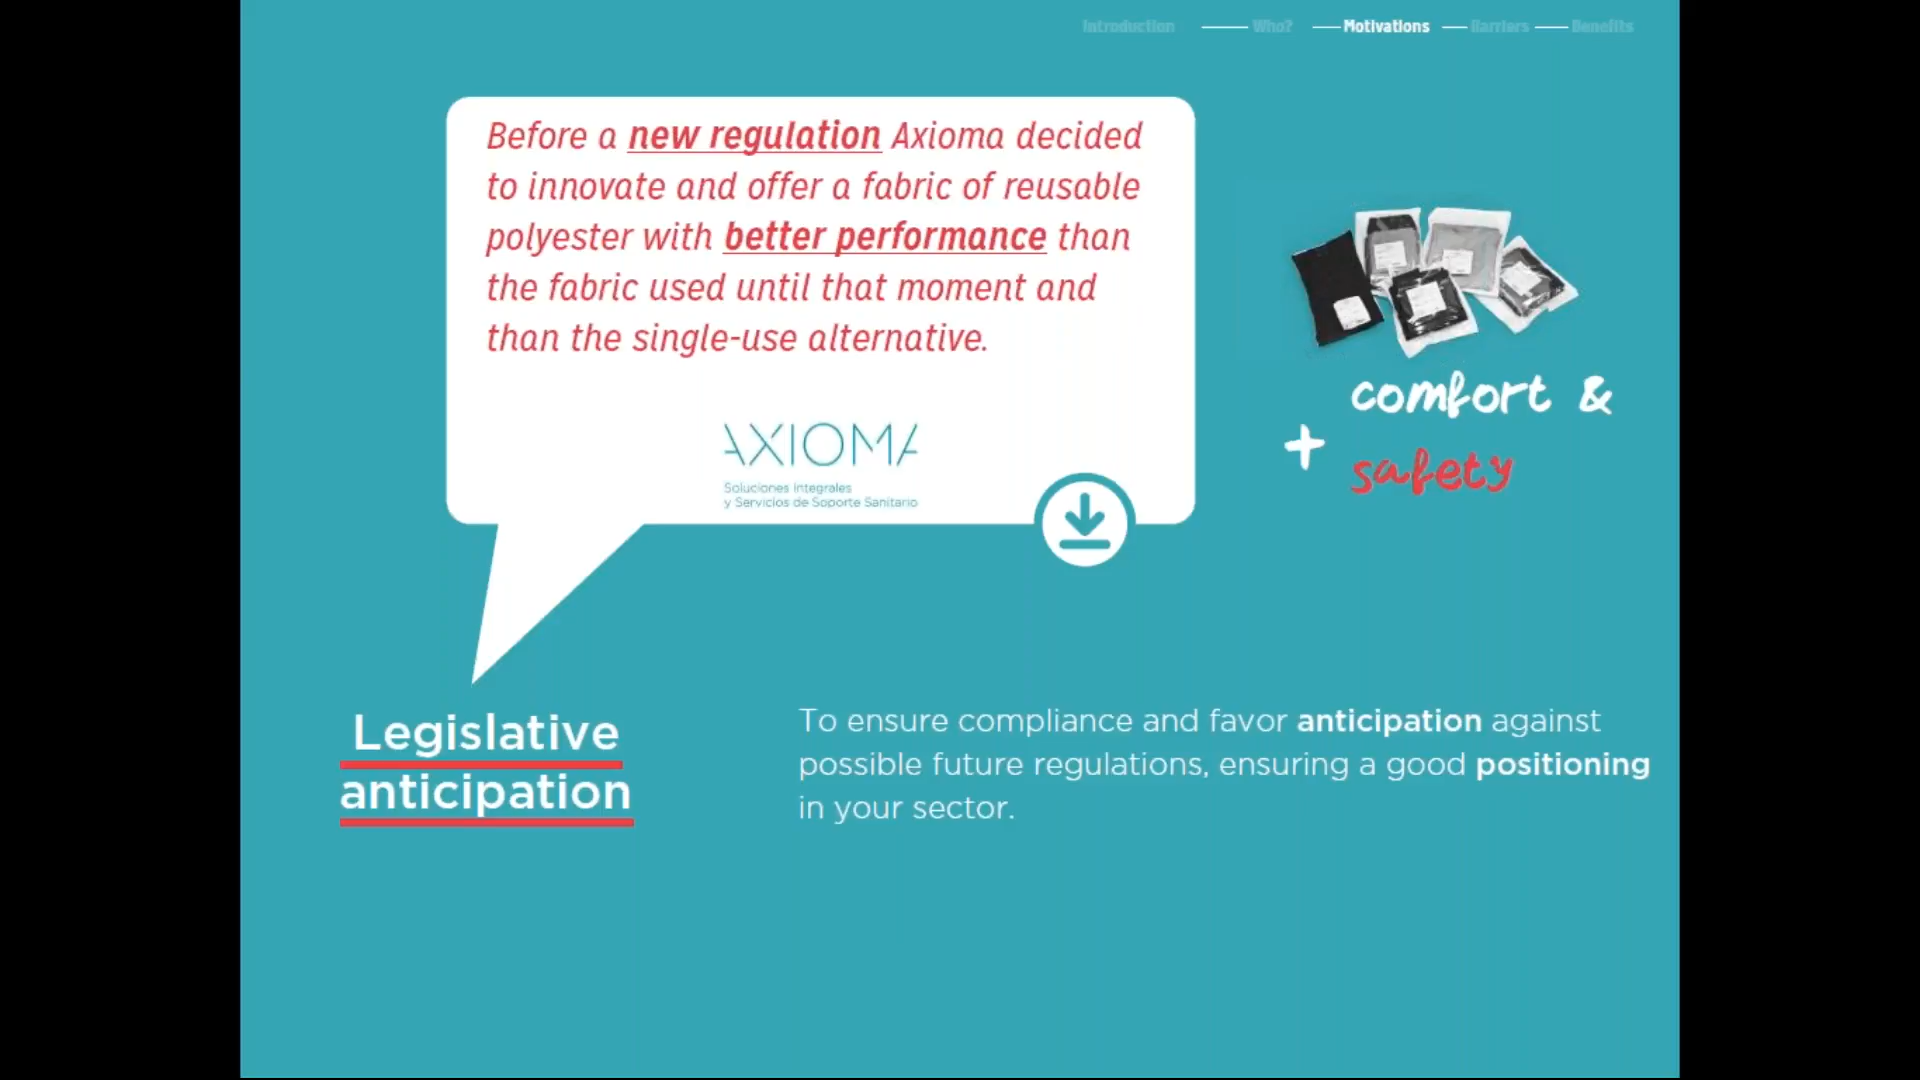 Introduction Who? Motivations Barriers Benefits
Before a new regulation Axioma decided
to innovate and offer a fabric of reusable
polyester with better performance than
the fabric used until that moment and
than the single-use alternative.
AXIOMA
Soluciones Integrales
y Servicios de Soporte Sanitario
comfort &
+
safety
Legislative
anticipation
To ensure compliance and favor anticipation against
possible future regulations, ensuring a good positioning
in your sector.